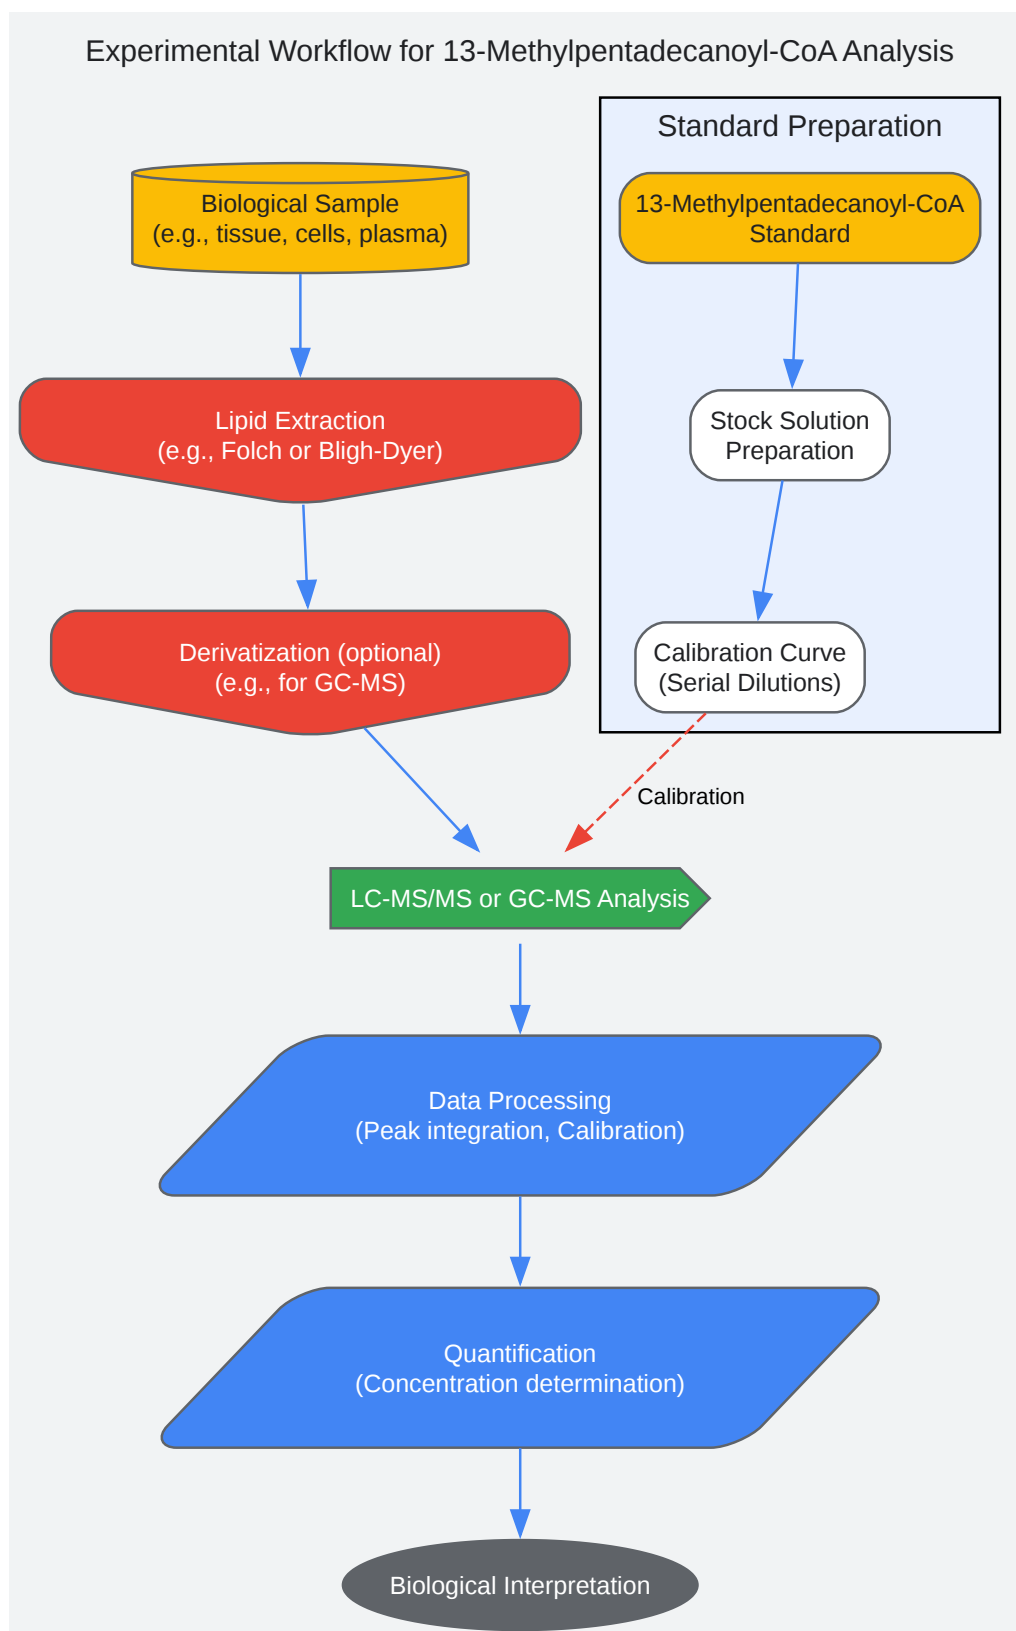 Experimental Workflow for 13-Methylpentadecanoyl-CoA Analysis
Standard Preparation
Biological Sample
(e.g., tissue, cells, plasma)
13-Methylpentadecanoyl-CoA
Standard
Lipid Extraction
(e.g., Folch or Bligh-Dyer)
Stock Solution
Preparation
Derivatization (optional)
(e.g., for GC-MS)
Calibration Curve
(Serial Dilutions)
Calibration
LC-MS/MS or GC-MS Analysis
Data Processing
(Peak integration, Calibration)
Quantification
(Concentration determination)
Biological Interpretation